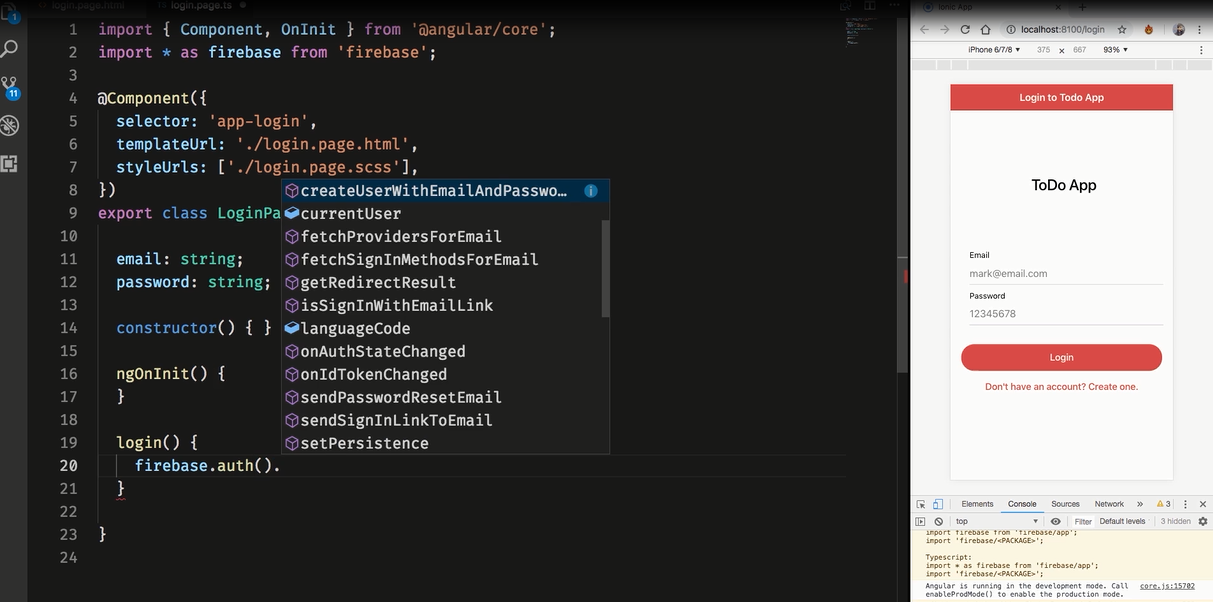 login.page.html
login.page.ts
1 import { Component, OnInit } from '@angular/core';
2 import * as firebase from 'firebase';
3
4 @Component({
5 selector: 'app-login',
6 templateUrl: './login.page.html',
7 styleUrls: ['./login.page.scss'],
8 })
9 export class LoginPa
10
11 email: string;
12 password: string;
13
14 constructor() { }
15
16 ngOnInit() {
17 }
18
19 login() {
20 firebase.auth().
21 }
22
23 }
24
createUserWithEmailAndPasswo...
currentUser
fetchProvidersForEmail
fetchSignInMethodsForEmail
getRedirectResult
isSignInWithEmailLink
languageCode
onAuthStateChanged
onIdTokenChanged
sendPasswordResetEmail
sendSignInLinkToEmail
setPersistence
1
11
Ionic App
localhost:8100/login
iPhone 6/7/8 375 x 667 93%
Login to Todo App
ToDo App
Email
mark@email.com
Password
12345678
Login
Don't have an account? Create one.
Elements Console Sources Network » 3
top Filter Default levels 3 hidden
import firebase from 'firebase/app';
import 'firebase/<PACKAGE>';
Typescript:
import * as firebase from 'firebase/app';
import 'firebase/<PACKAGE>';
Angular is running in the development mode. Call core.js:15702
enableProdMode() to enable the production mode.